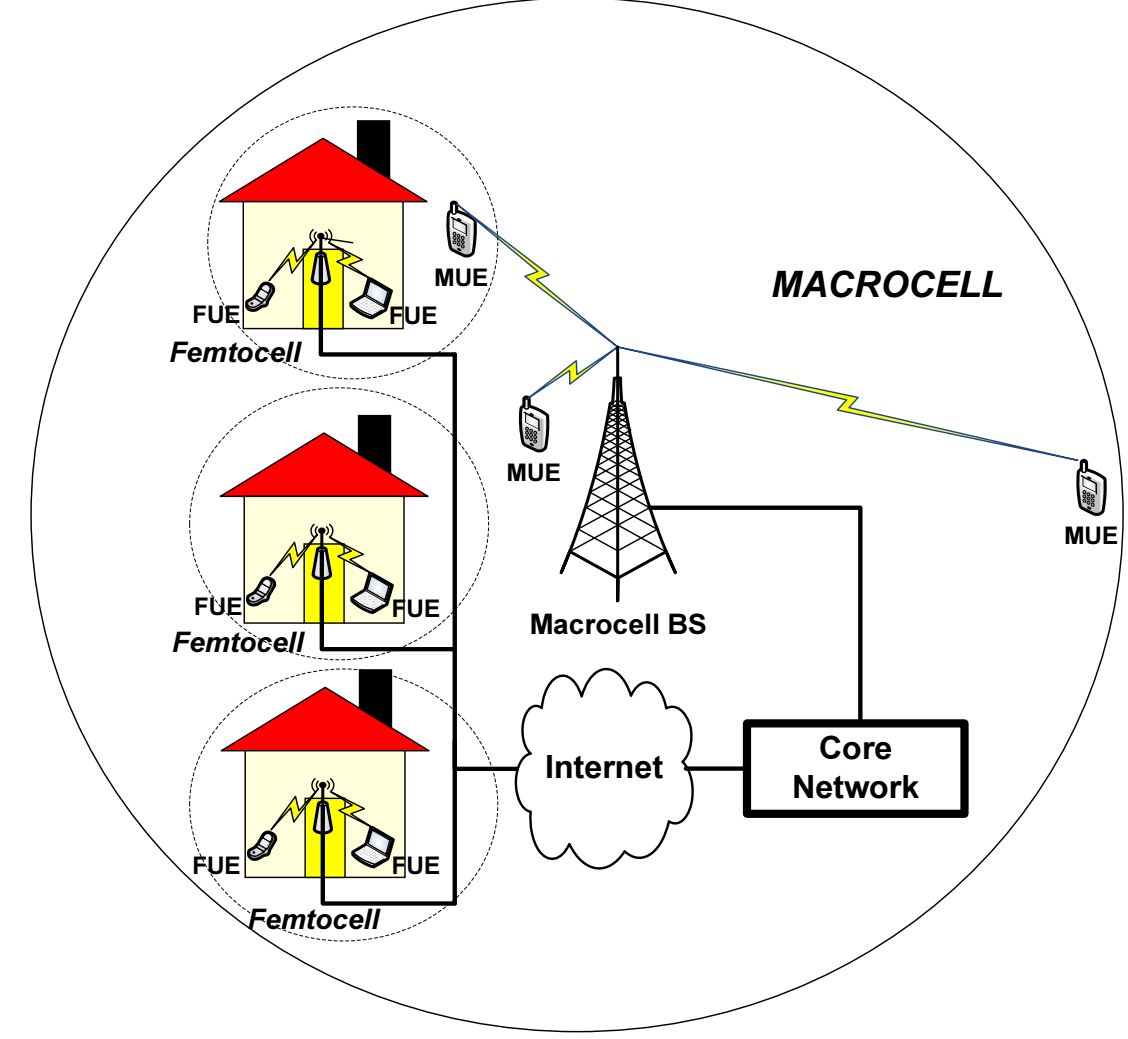 MUE
MACROCELL
FUE
FUE
Femtocell
MUE
MUE
FUE
FUE
Femtocell
Macrocell BS
Internet
Core
Network
FUE
FUE
Femtocell